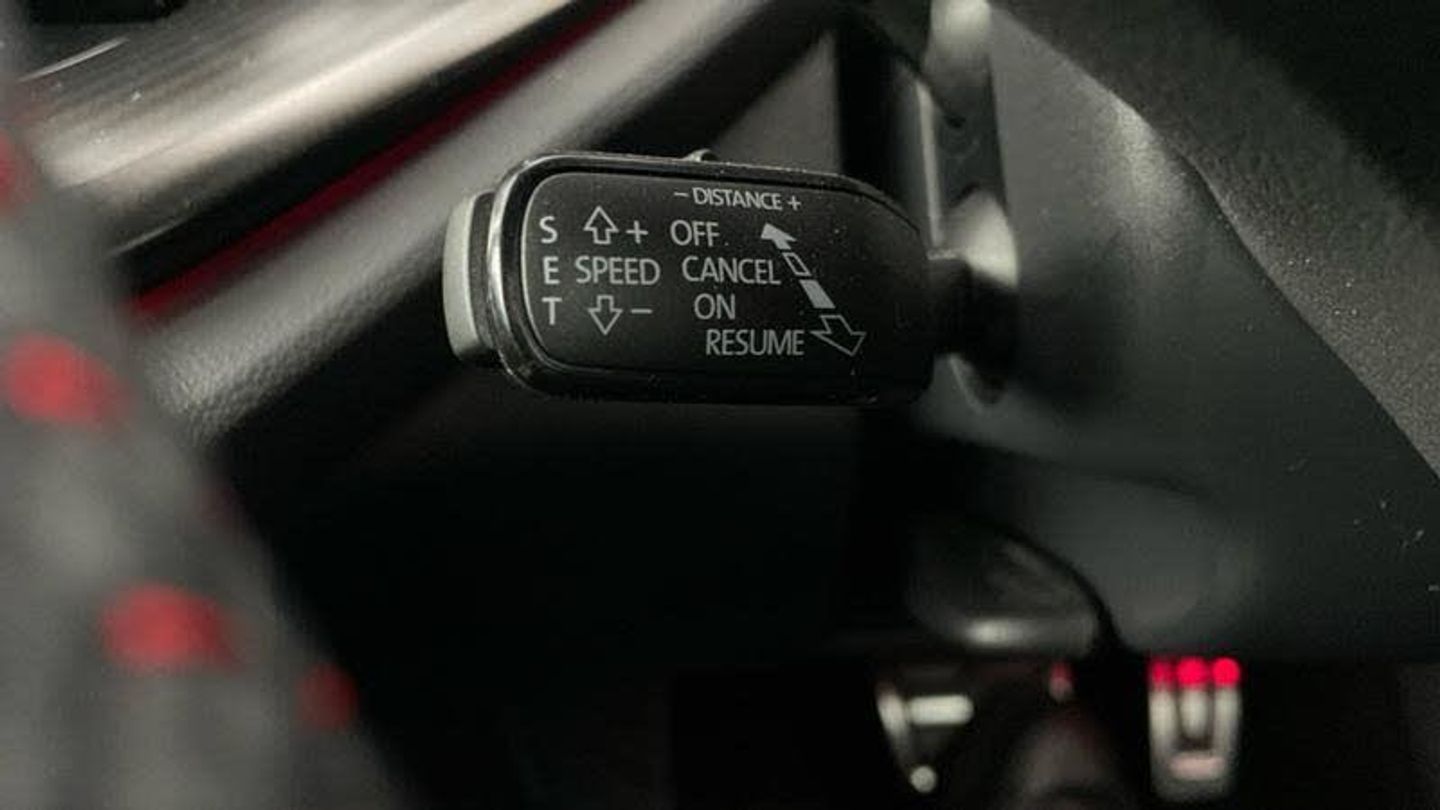 − DISTANCE +
S + OFF
E SPEED CANCEL
T − ON
RESUME